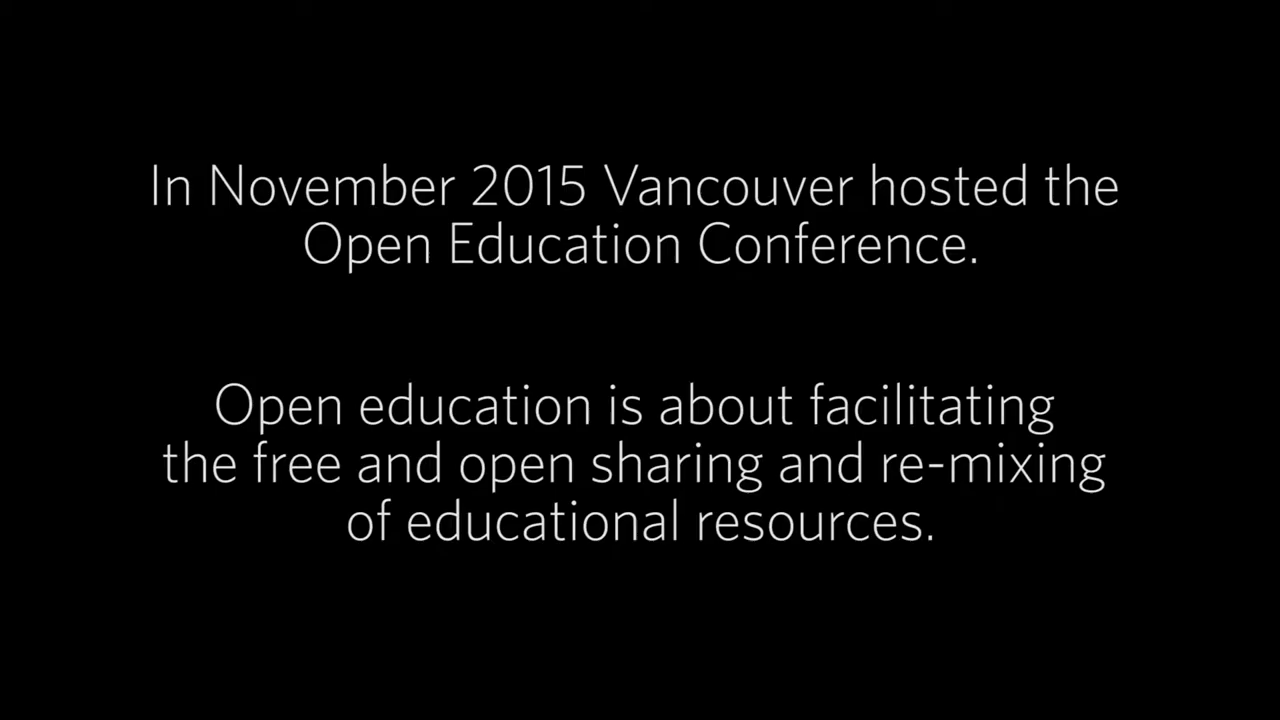 In November 2015 Vancouver hosted the
Open Education Conference.
Open education is about facilitating
the free and open sharing and re-mixing
of educational resources.